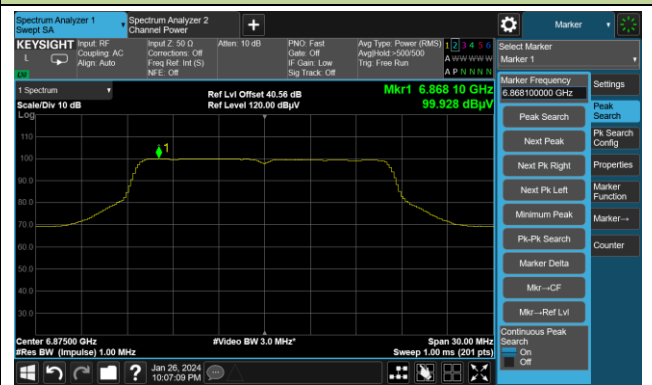 Spectrum Analyzer 1
Swept SA
Spectrum Analyzer 2
Channel Power
Marker
KEYSIGHT
L
Input: RF
Coupling: AC
Align: Auto
Input Z: 50 Ω
Corrections: Off
Freq Ref: Int (S)
NFE: Off
Atten: 10 dB
PNO: Fast
Gate: Off
IF Gain: Low
Sig Track: Off
Avg Type: Power (RMS)
Avg|Hold:>500/500
Trig: Free Run
1 2 3 4 5 6
A W W W W W
A P N N N N
Select Marker
Marker 1
1 Spectrum
Scale/Div 10 dB
Log
Ref Lvl Offset 40.56 dB
Ref Level 120.00 dBµV
Mkr1 6.868 10 GHz
99.928 dBµV
110
100
90.0
80.0
70.0
60.0
50.0
40.0
30.0
1
Center 6.87500 GHz
#Res BW (Impulse) 1.00 MHz
#Video BW 3.0 MHz*
Span 30.00 MHz
Sweep 1.00 ms (201 pts)
Marker Frequency
6.868100000 GHz
Peak Search
Next Peak
Next Pk Right
Next Pk Left
Minimum Peak
Pk-Pk Search
Marker Delta
Mkr→CF
Mkr→Ref Lvl
Continuous Peak
Search
On
Off
Settings
Peak
Search
Pk Search
Config
Properties
Marker
Function
Marker→
Counter
Jan 26, 2024
10:07:09 PM